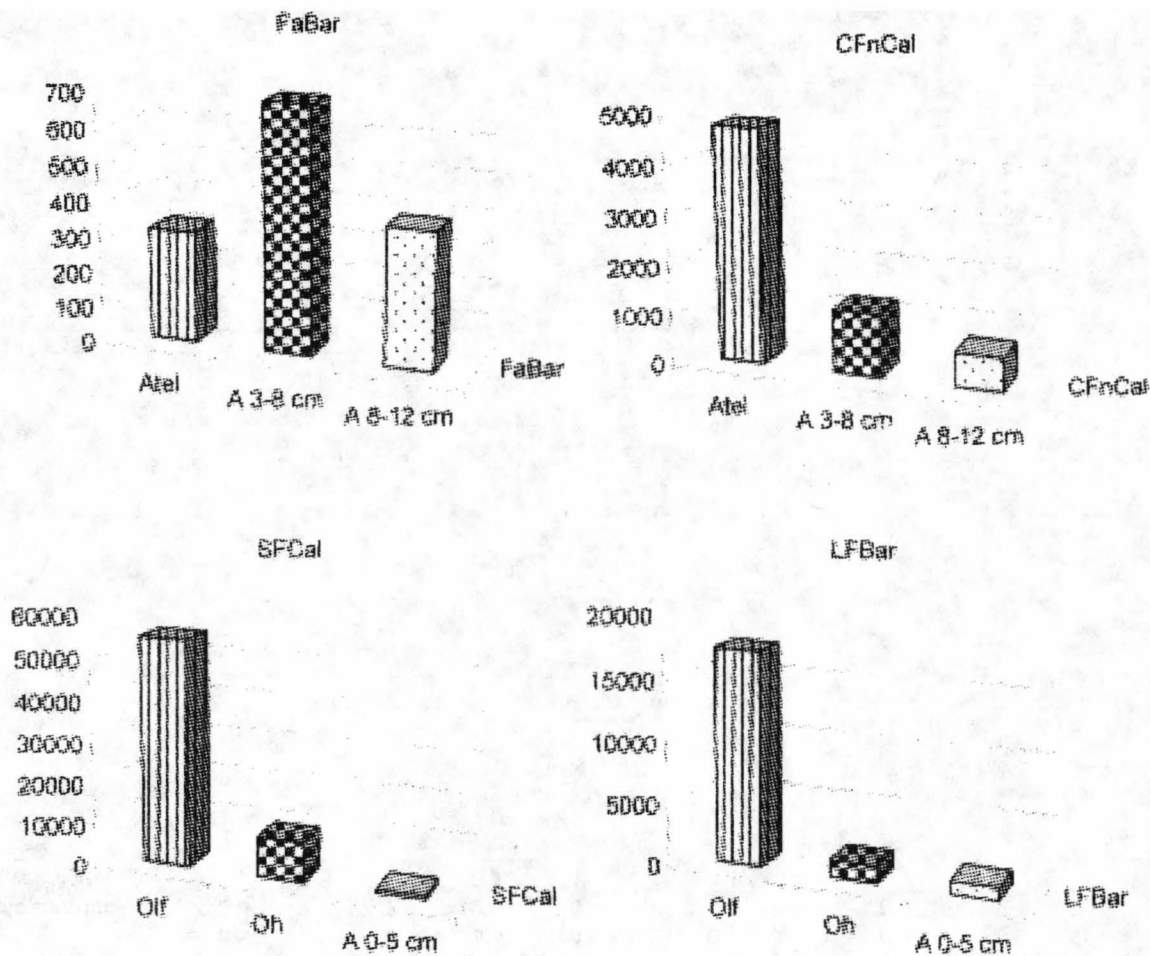 FaBar
700
600
500
400
300
200
100
0
Atel
A 3-8 cm
A 8-12 cm
FaBar
CFnCal
5000
4000
3000
2000
1000
0
Atel
A 3-8 cm
A 8-12 cm
CFnCal
SFCal
60000
50000
40000
30000
20000
10000
0
Olf
Oh
A 0-5 cm
SFCal
LFBar
20000
15000
10000
5000
0
Olf
Oh
A 0-5 cm
LFBar